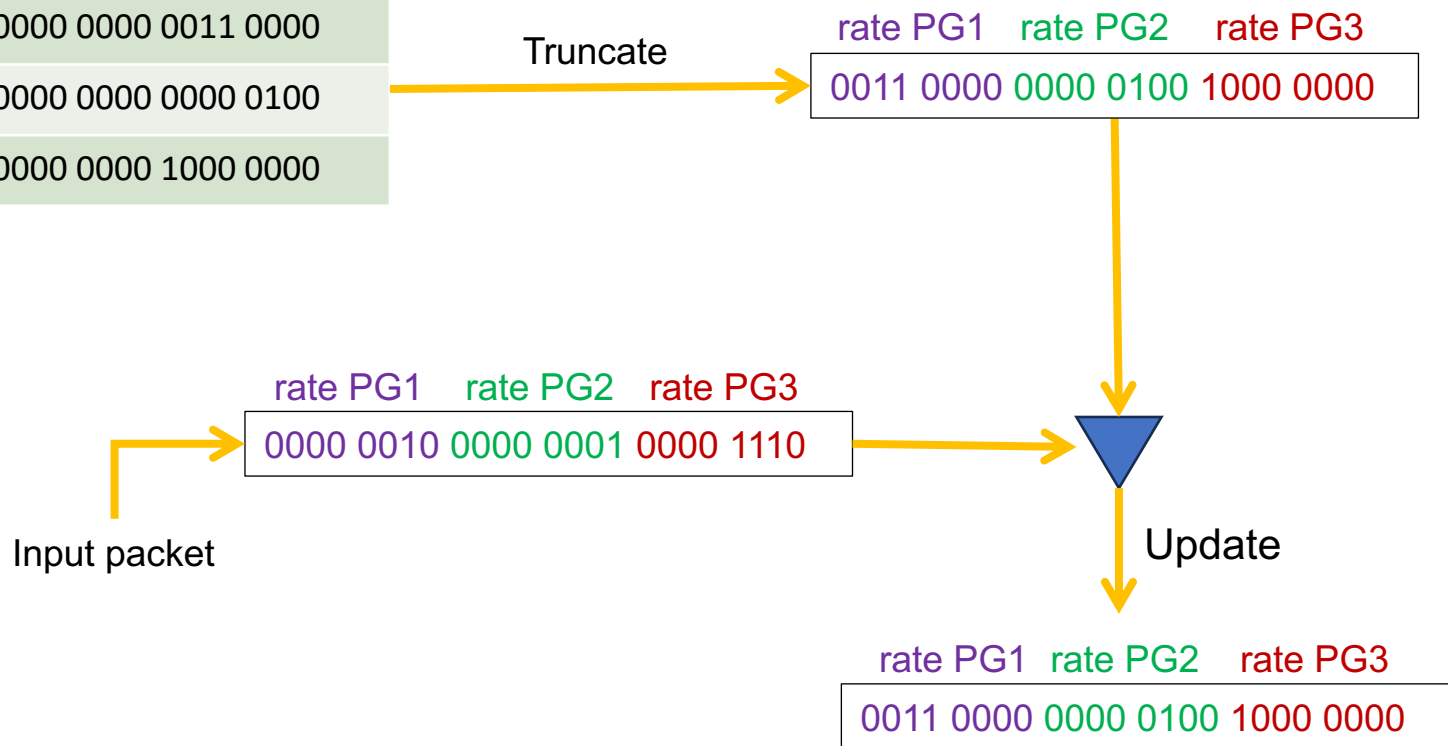 0000 0000 0011 0000
0000 0000 0000 0100
0000 0000 1000 0000
Truncate
rate PG1 rate PG2 rate PG3
0011 0000 0000 0100 1000 0000
rate PG1 rate PG2 rate PG3
0000 0010 0000 0001 0000 1110
Input packet
Update
rate PG1 rate PG2 rate PG3
0011 0000 0000 0100 1000 0000